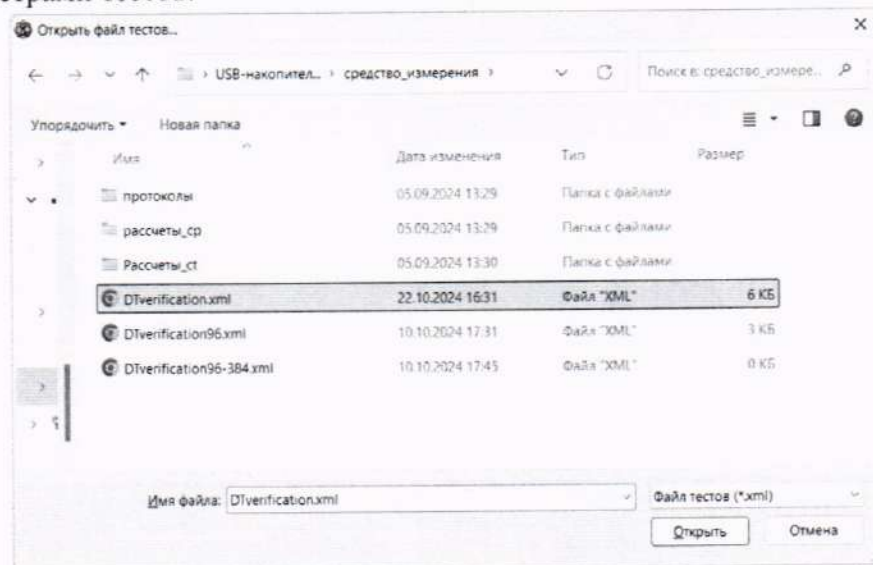 Открыть файл тестов...
USB-накопител... › средство_измерения ›
Поиск в: средство_измере...
Упорядочить
Новая папка
Имя Дата изменения Тип Размер
протоколы 05.09.2024 13:29 Папка с файлами
рассчеты_ср 05.09.2024 13:29 Папка с файлами
Рассчеты_ct 05.09.2024 13:30 Папка с файлами
DTverification.xml 22.10.2024 16:31 Файл "XML" 6 КБ
DTverification96.xml 10.10.2024 17:31 Файл "XML" 3 КБ
DTverification96-384.xml 10.10.2024 17:45 Файл "XML" 0 КБ
Имя файла: DTverification.xml Файл тестов (*.xml)
Открыть Отмена